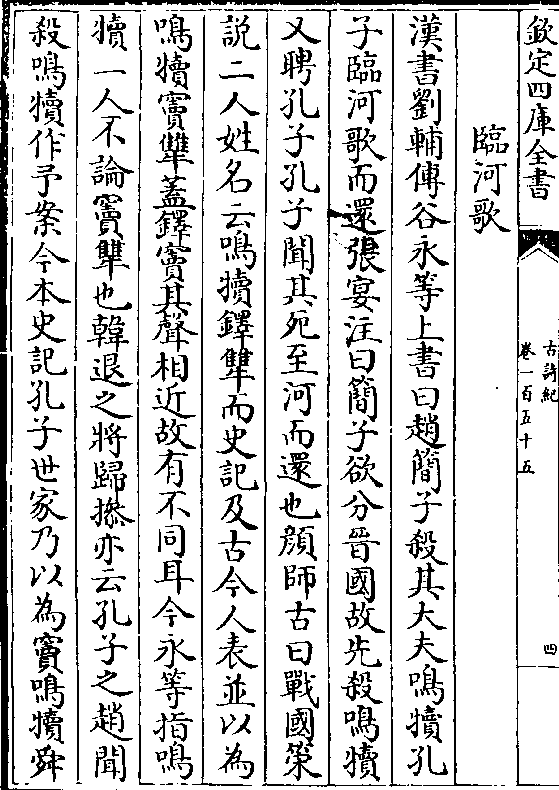 欽定四庫全書
古詩紀
卷一百五十五
四
臨河歌
漢書劉輔傳谷永等上書曰趙簡子殺其大夫鳴犢孔
子臨河歌而還張宴注曰簡子欲分晉國故先殺鳴犢
又聘孔子孔子聞其死至河而還也顔師古曰戰國策
説二人姓名云鳴犢鐸犨而史記及古今人表並以為
鳴犢竇犨蓋鐸竇其聲相近故有不同耳今永等指鳴
犢一人不論竇犨也韓退之將歸操亦云孔子之趙聞
殺鳴犢作予案今本史記孔子世家乃以為竇鳴犢舜